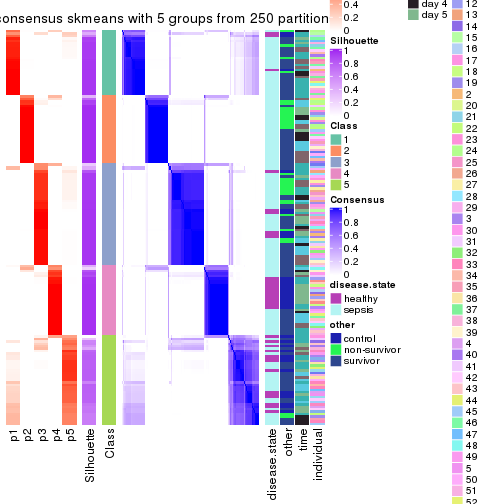 consensus skmeans with 5 groups from 250 partition
0.4
0.2
0
Silhouette
1
0.8
0.6
0.4
0.2
0
Class
1
2
3
4
5
Consensus
1
0.8
0.6
0.4
0.2
0
disease.state
healthy
sepsis
other
control
non-survivor
survivor
day 4
day 5
12
13
14
15
16
17
18
19
2
20
21
22
23
24
25
26
27
28
29
3
30
31
32
33
34
35
36
37
38
39
4
40
41
42
43
44
45
46
47
48
49
5
50
51
52
p1
p2
p3
p4
p5
Silhouette
Class
disease.state
other
time
individual